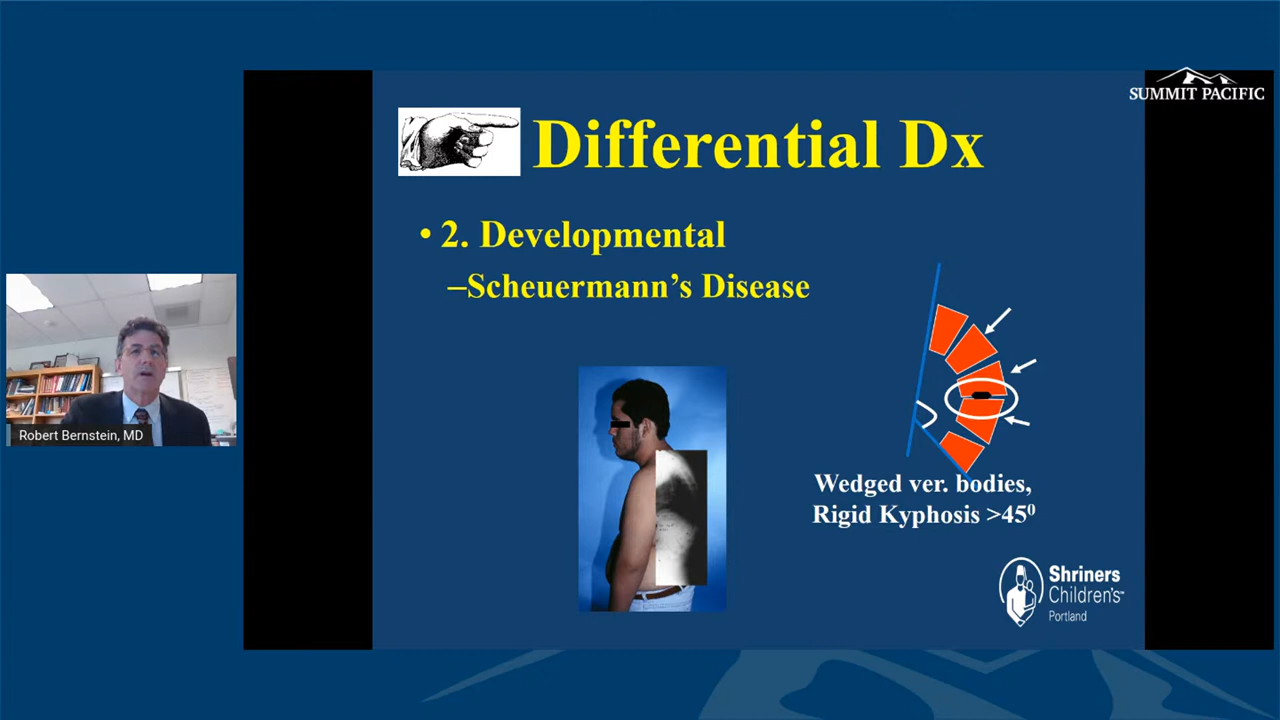 SUMMIT PACIFIC
Differential Dx
• 2. Developmental
–Scheuermann’s Disease
Wedged ver. bodies,
Rigid Kyphosis >45⁰
Robert Bernstein, MD
Shriners
Children's™
Portland